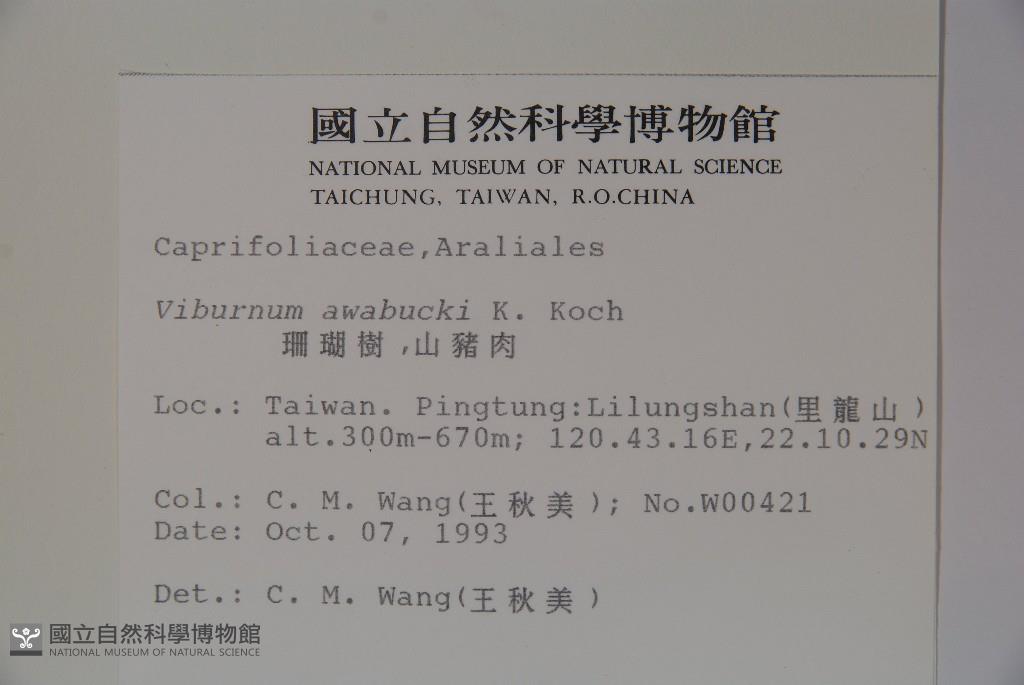 國立自然科學博物館
NATIONAL MUSEUM OF NATURAL SCIENCE
TAICHUNG, TAIWAN, R.O.CHINA
Caprifoliaceae,Araliales
Viburnum awabucki K. Koch
珊瑚樹,山豬肉
Loc.: Taiwan. Pingtung:Lilungshan(里龍山)
alt.300m-670m; 120.43.16E,22.10.29N
Col.: C. M. Wang(王秋美); No.W00421
Date: Oct. 07, 1993
Det.: C. M. Wang(王秋美)
國立自然科學博物館
NATIONAL MUSEUM OF NATURAL SCIENCE